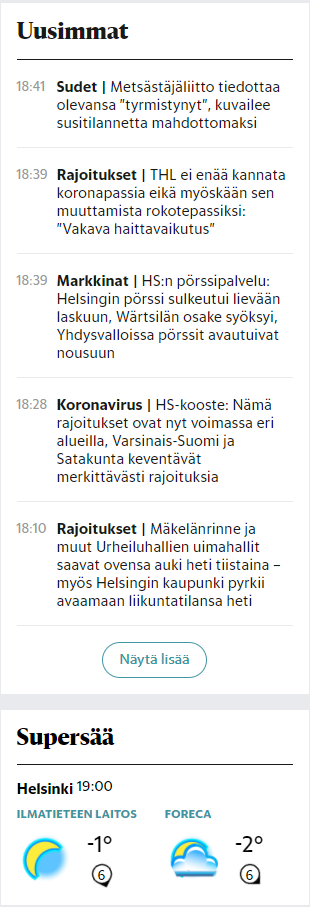 Uusimmat
18:41 Sudet | Metsästäjäliitto tiedottaa
olevansa "tyrmistynyt", kuvailee
susitilannetta mahdottomaksi
18:39 Rajoitukset | THL ei enää kannata
koronapassia eikä myöskään sen
muuttamista rokotepassiksi:
"Vakava haittavaikutus"
18:39 Markkinat | HS:n pörssipalvelu:
Helsingin pörssi sulkeutui lievään
laskuun, Wärtsilän osake syöksyi,
Yhdysvalloissa pörssit avautuivat
nousuun
18:28 Koronavirus | HS-kooste: Nämä
rajoitukset ovat nyt voimassa eri
alueilla, Varsinais-Suomi ja
Satakunta keventävät
merkittävästi rajoituksia
18:10 Rajoitukset | Mäkelänrinne ja
muut Urheiluhallien uimahallit
saavat ovensa auki heti tiistaina –
myös Helsingin kaupunki pyrkii
avaamaan liikuntatilansa heti
Näytä lisää
Supersää
Helsinki 19:00
ILMATIETEEN LAITOS FORECA
-1° -2°
6 6